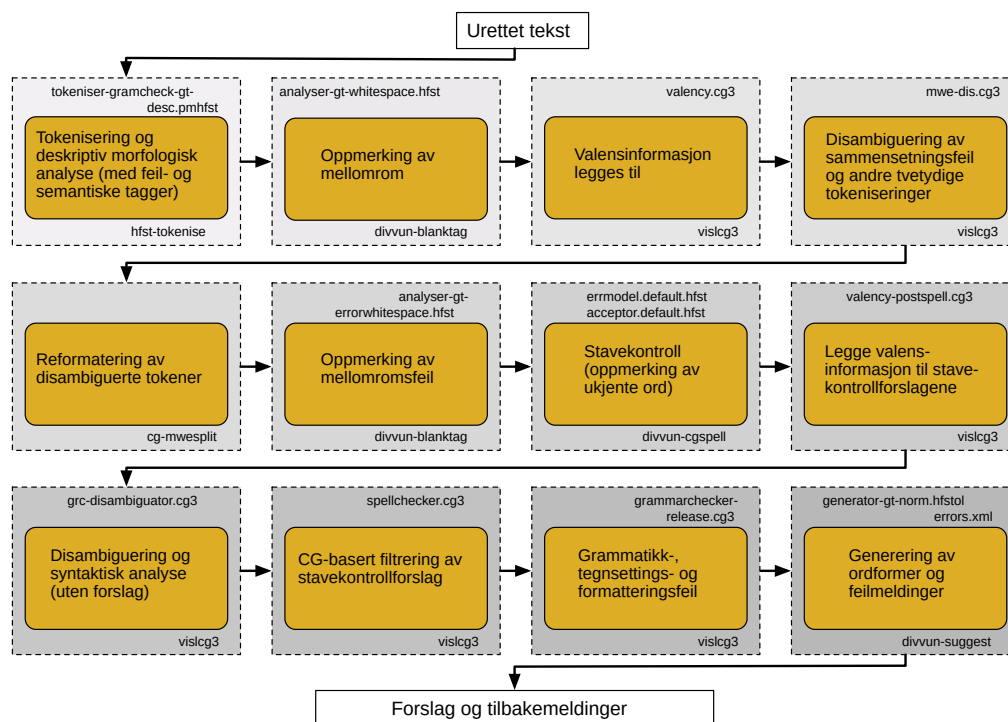 Urettet tekst
tokeniser-gramcheck-gt-
desc.pmhfst
Tokenisering og
deskriptiv morfologisk
analyse (med feil- og
semantiske tagger)
hfst-tokenise
analyser-gt-whitespace.hfst
Oppmerking av
mellomrom
divvun-blanktag
valency.cg3
Valensinformasjon
legges til
vislcg3
mwe-dis.cg3
Disambiguering av
sammensetningsfeil
og andre tvetydige
tokeniseringer
vislcg3
Reformatering av
disambiguerte tokener
cg-mwesplit
analyser-gt-
errorwhitespace.hfst
Oppmerking av
mellomromsfeil
divvun-blanktag
errmodel.default.hfst
acceptor.default.hfst
Stavekontroll
(oppmerking av
ukjente ord)
divvun-cgspell
valency-postspell.cg3
Legge valens-
informasjon til stave-
kontrollforslagene
vislcg3
grc-disambiguator.cg3
Disambiguering og
syntaktisk analyse
(uten forslag)
vislcg3
spellchecker.cg3
CG-basert filtrering av
stavekontrollforslag
vislcg3
grammarchecker-
release.cg3
Grammatikk-,
tegnsettings- og
formatteringsfeil
vislcg3
generator-gt-norm.hfstol
errors.xml
Generering av
ordformer og
feilmeldinger
divvun-suggest
Forslag og tilbakemeldinger